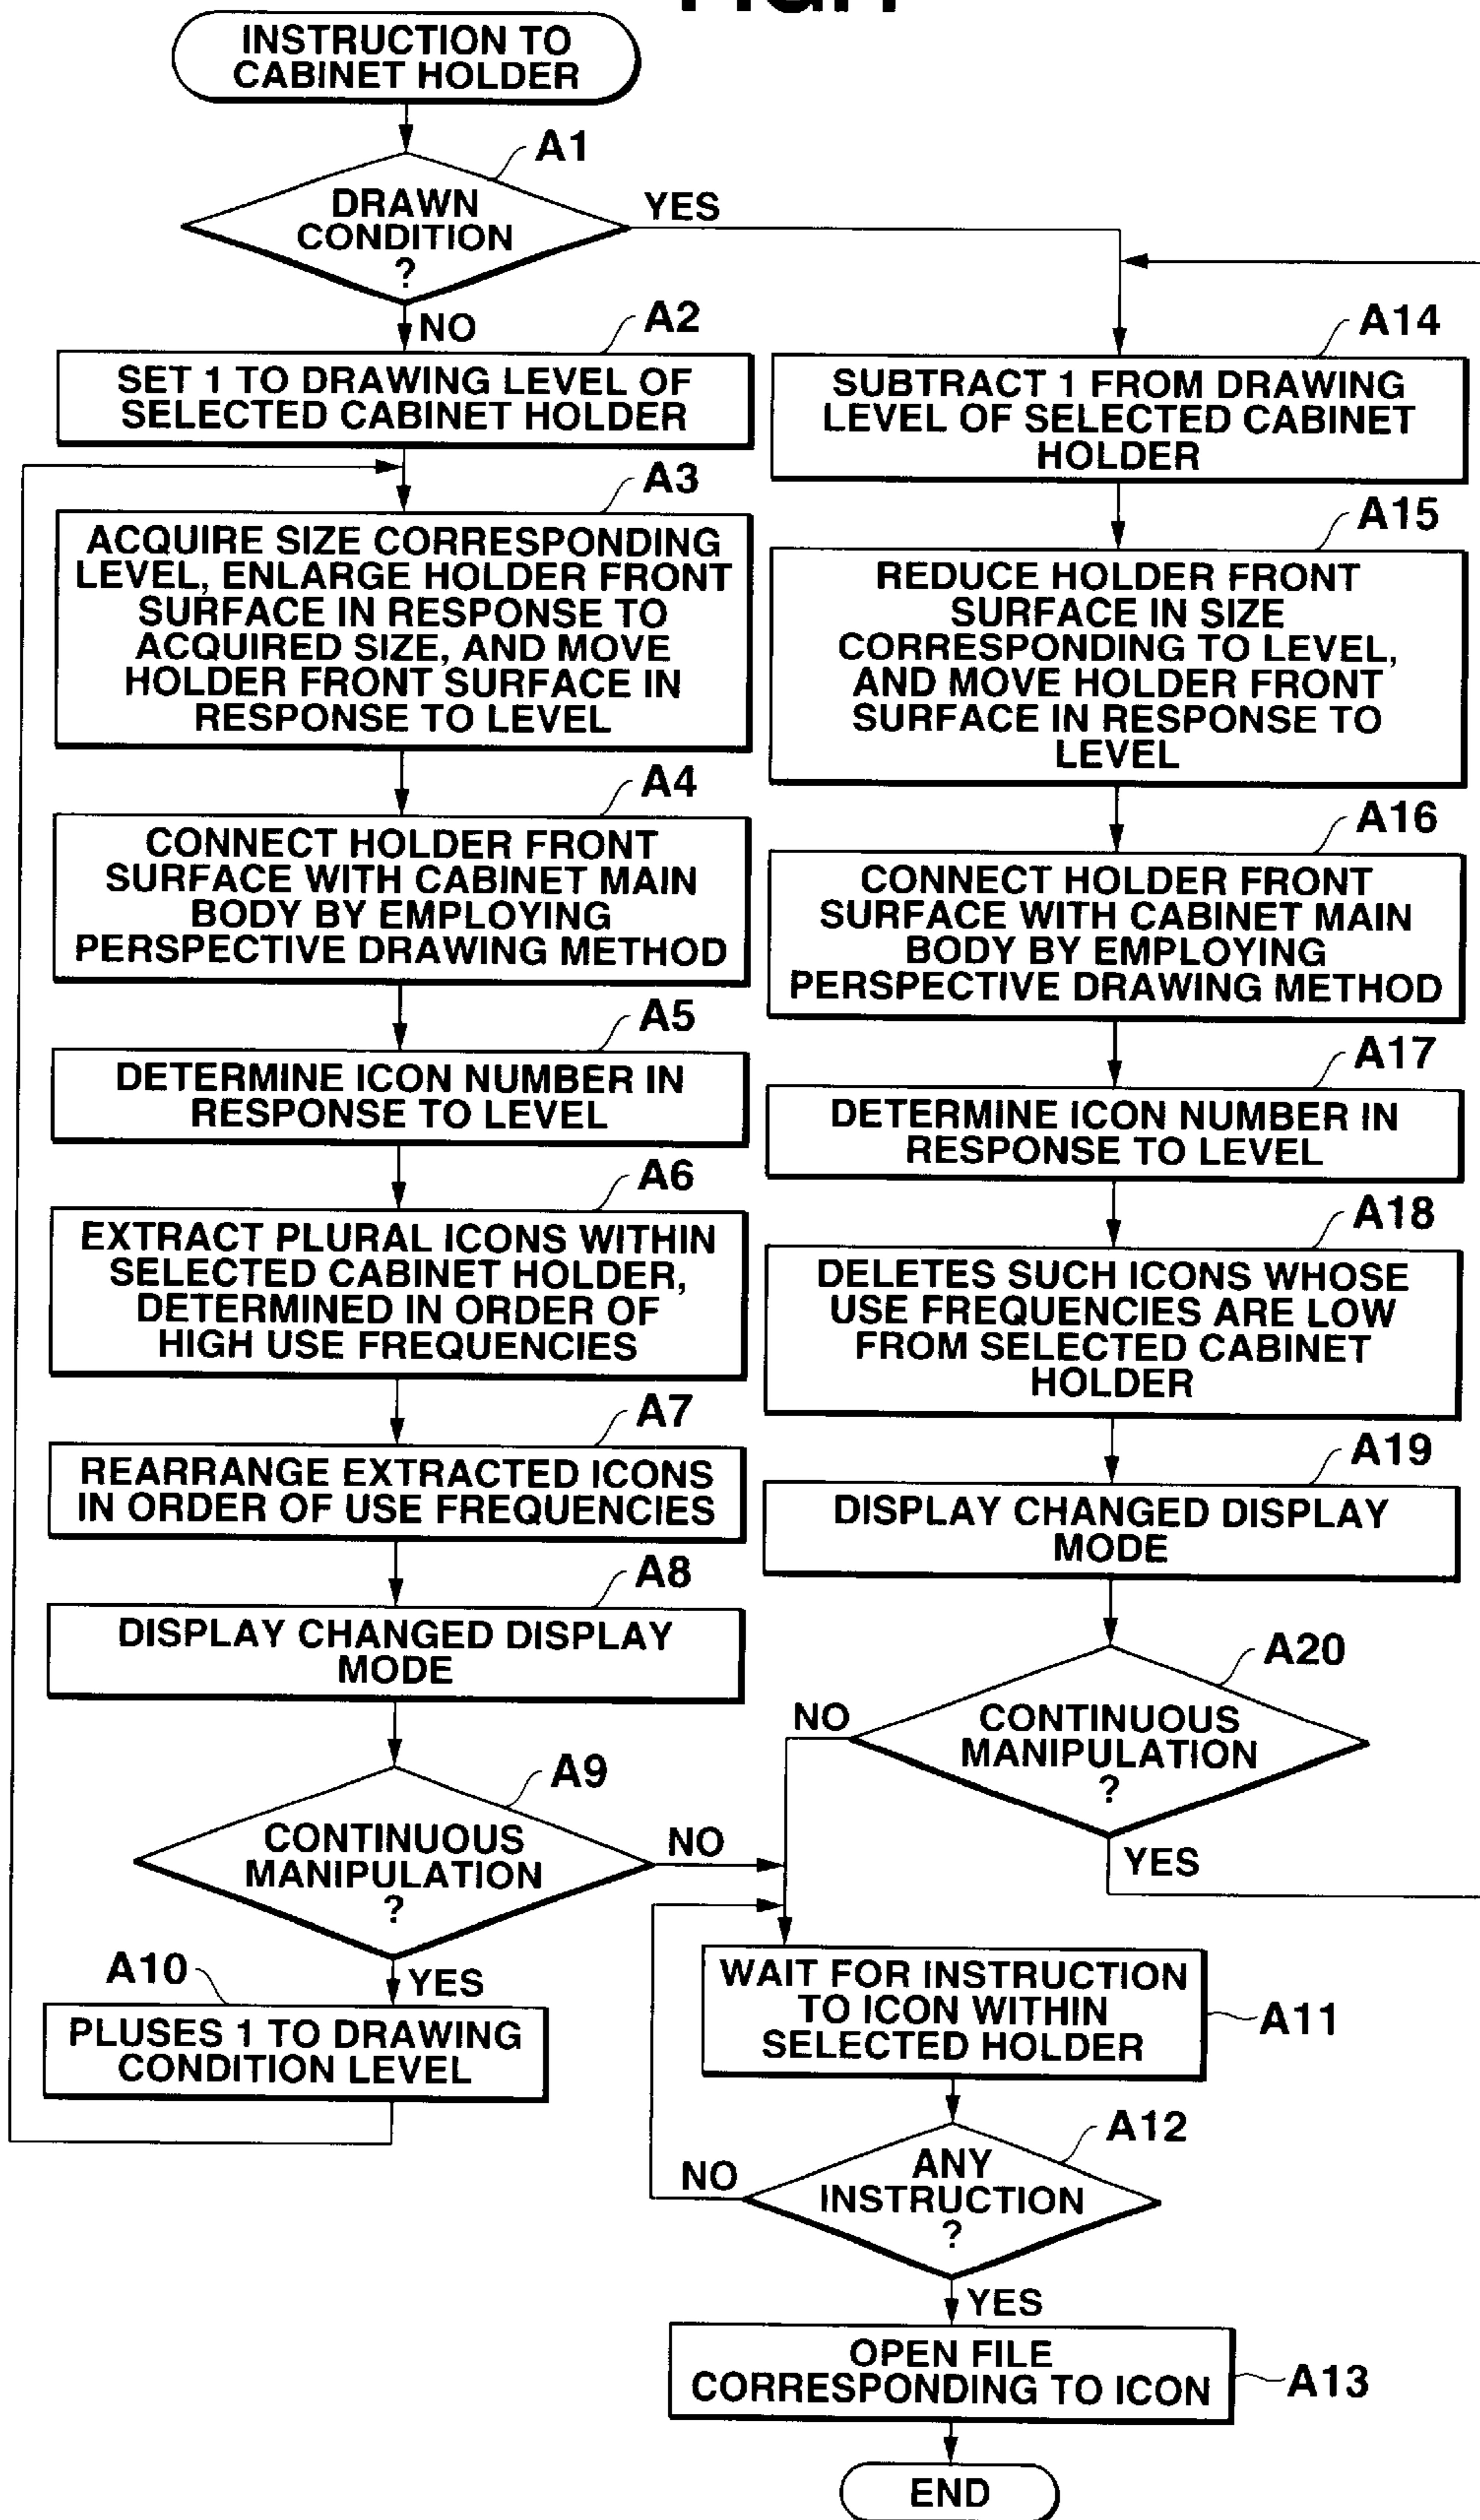 INSTRUCTION TO
CABINET HOLDER
A1
DRAWN
CONDITION
?
YES
NO
A2
SET 1 TO DRAWING LEVEL OF
SELECTED CABINET HOLDER
A3
ACQUIRE SIZE CORRESPONDING
LEVEL, ENLARGE HOLDER FRONT
SURFACE IN RESPONSE TO
ACQUIRED SIZE, AND MOVE
HOLDER FRONT SURFACE IN
RESPONSE TO LEVEL
A4
CONNECT HOLDER FRONT
SURFACE WITH CABINET MAIN
BODY BY EMPLOYING
PERSPECTIVE DRAWING METHOD
A5
DETERMINE ICON NUMBER IN
RESPONSE TO LEVEL
A6
EXTRACT PLURAL ICONS WITHIN
SELECTED CABINET HOLDER,
DETERMINED IN ORDER OF
HIGH USE FREQUENCIES
A7
REARRANGE EXTRACTED ICONS
IN ORDER OF USE FREQUENCIES
A8
DISPLAY CHANGED DISPLAY
MODE
A9
CONTINUOUS
MANIPULATION
?
NO
YES
A10
PLUSES 1 TO DRAWING
CONDITION LEVEL
A14
SUBTRACT 1 FROM DRAWING
LEVEL OF SELECTED CABINET
HOLDER
A15
REDUCE HOLDER FRONT
SURFACE IN SIZE
CORRESPONDING TO LEVEL,
AND MOVE HOLDER FRONT
SURFACE IN RESPONSE TO
LEVEL
A16
CONNECT HOLDER FRONT
SURFACE WITH CABINET MAIN
BODY BY EMPLOYING
PERSPECTIVE DRAWING METHOD
A17
DETERMINE ICON NUMBER IN
RESPONSE TO LEVEL
A18
DELETES SUCH ICONS WHOSE
USE FREQUENCIES ARE LOW
FROM SELECTED CABINET
HOLDER
A19
DISPLAY CHANGED DISPLAY
MODE
A20
CONTINUOUS
MANIPULATION
?
NO
YES
WAIT FOR INSTRUCTION
TO ICON WITHIN
SELECTED HOLDER
A11
A12
ANY
INSTRUCTION
?
NO
YES
OPEN FILE
CORRESPONDING TO ICON
A13
END